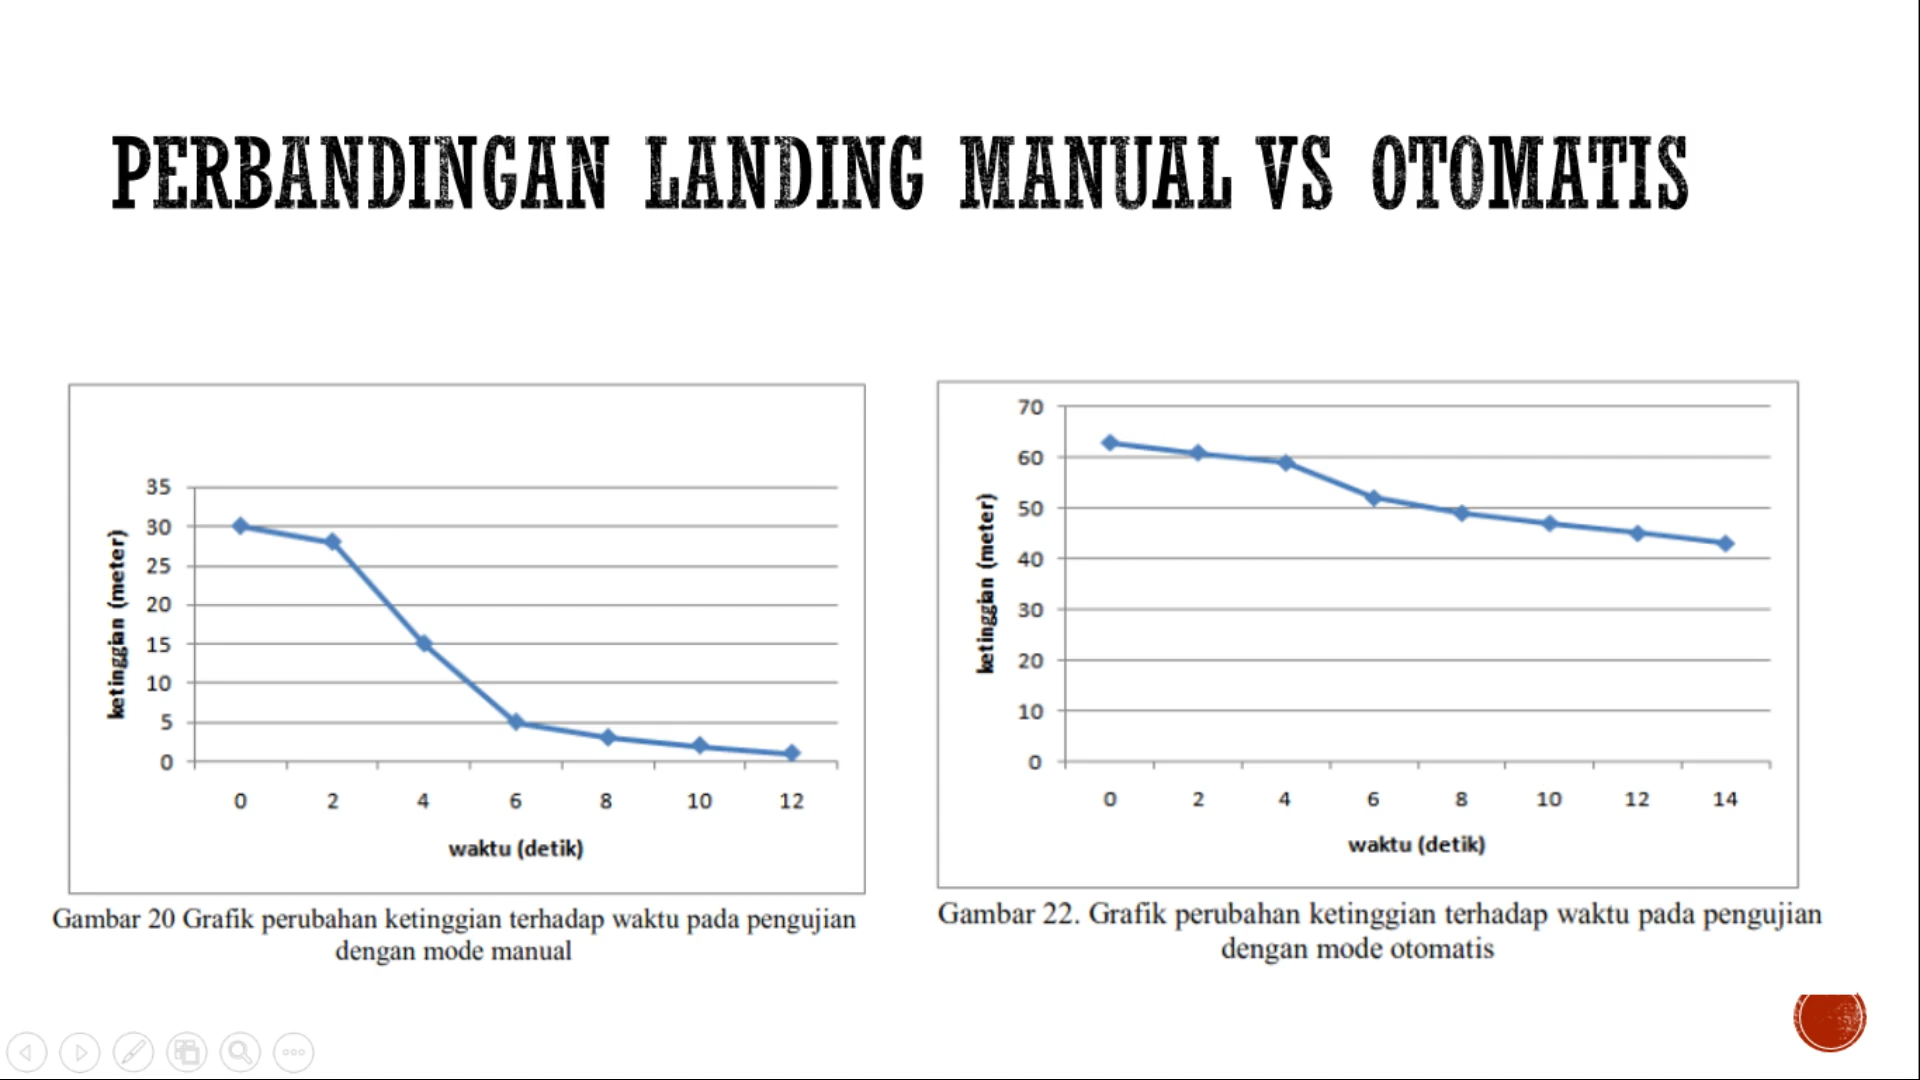 PERBANDINGAN LANDING MANUAL VS OTOMATIS
35
30
25
20
15
10
5
0
ketinggian (meter)
0 2 4 6 8 10 12
waktu (detik)
Gambar 20 Grafik perubahan ketinggian terhadap waktu pada pengujian
dengan mode manual
70
60
50
40
30
20
10
0
ketinggian (meter)
0 2 4 6 8 10 12 14
waktu (detik)
Gambar 22. Grafik perubahan ketinggian terhadap waktu pada pengujian
dengan mode otomatis